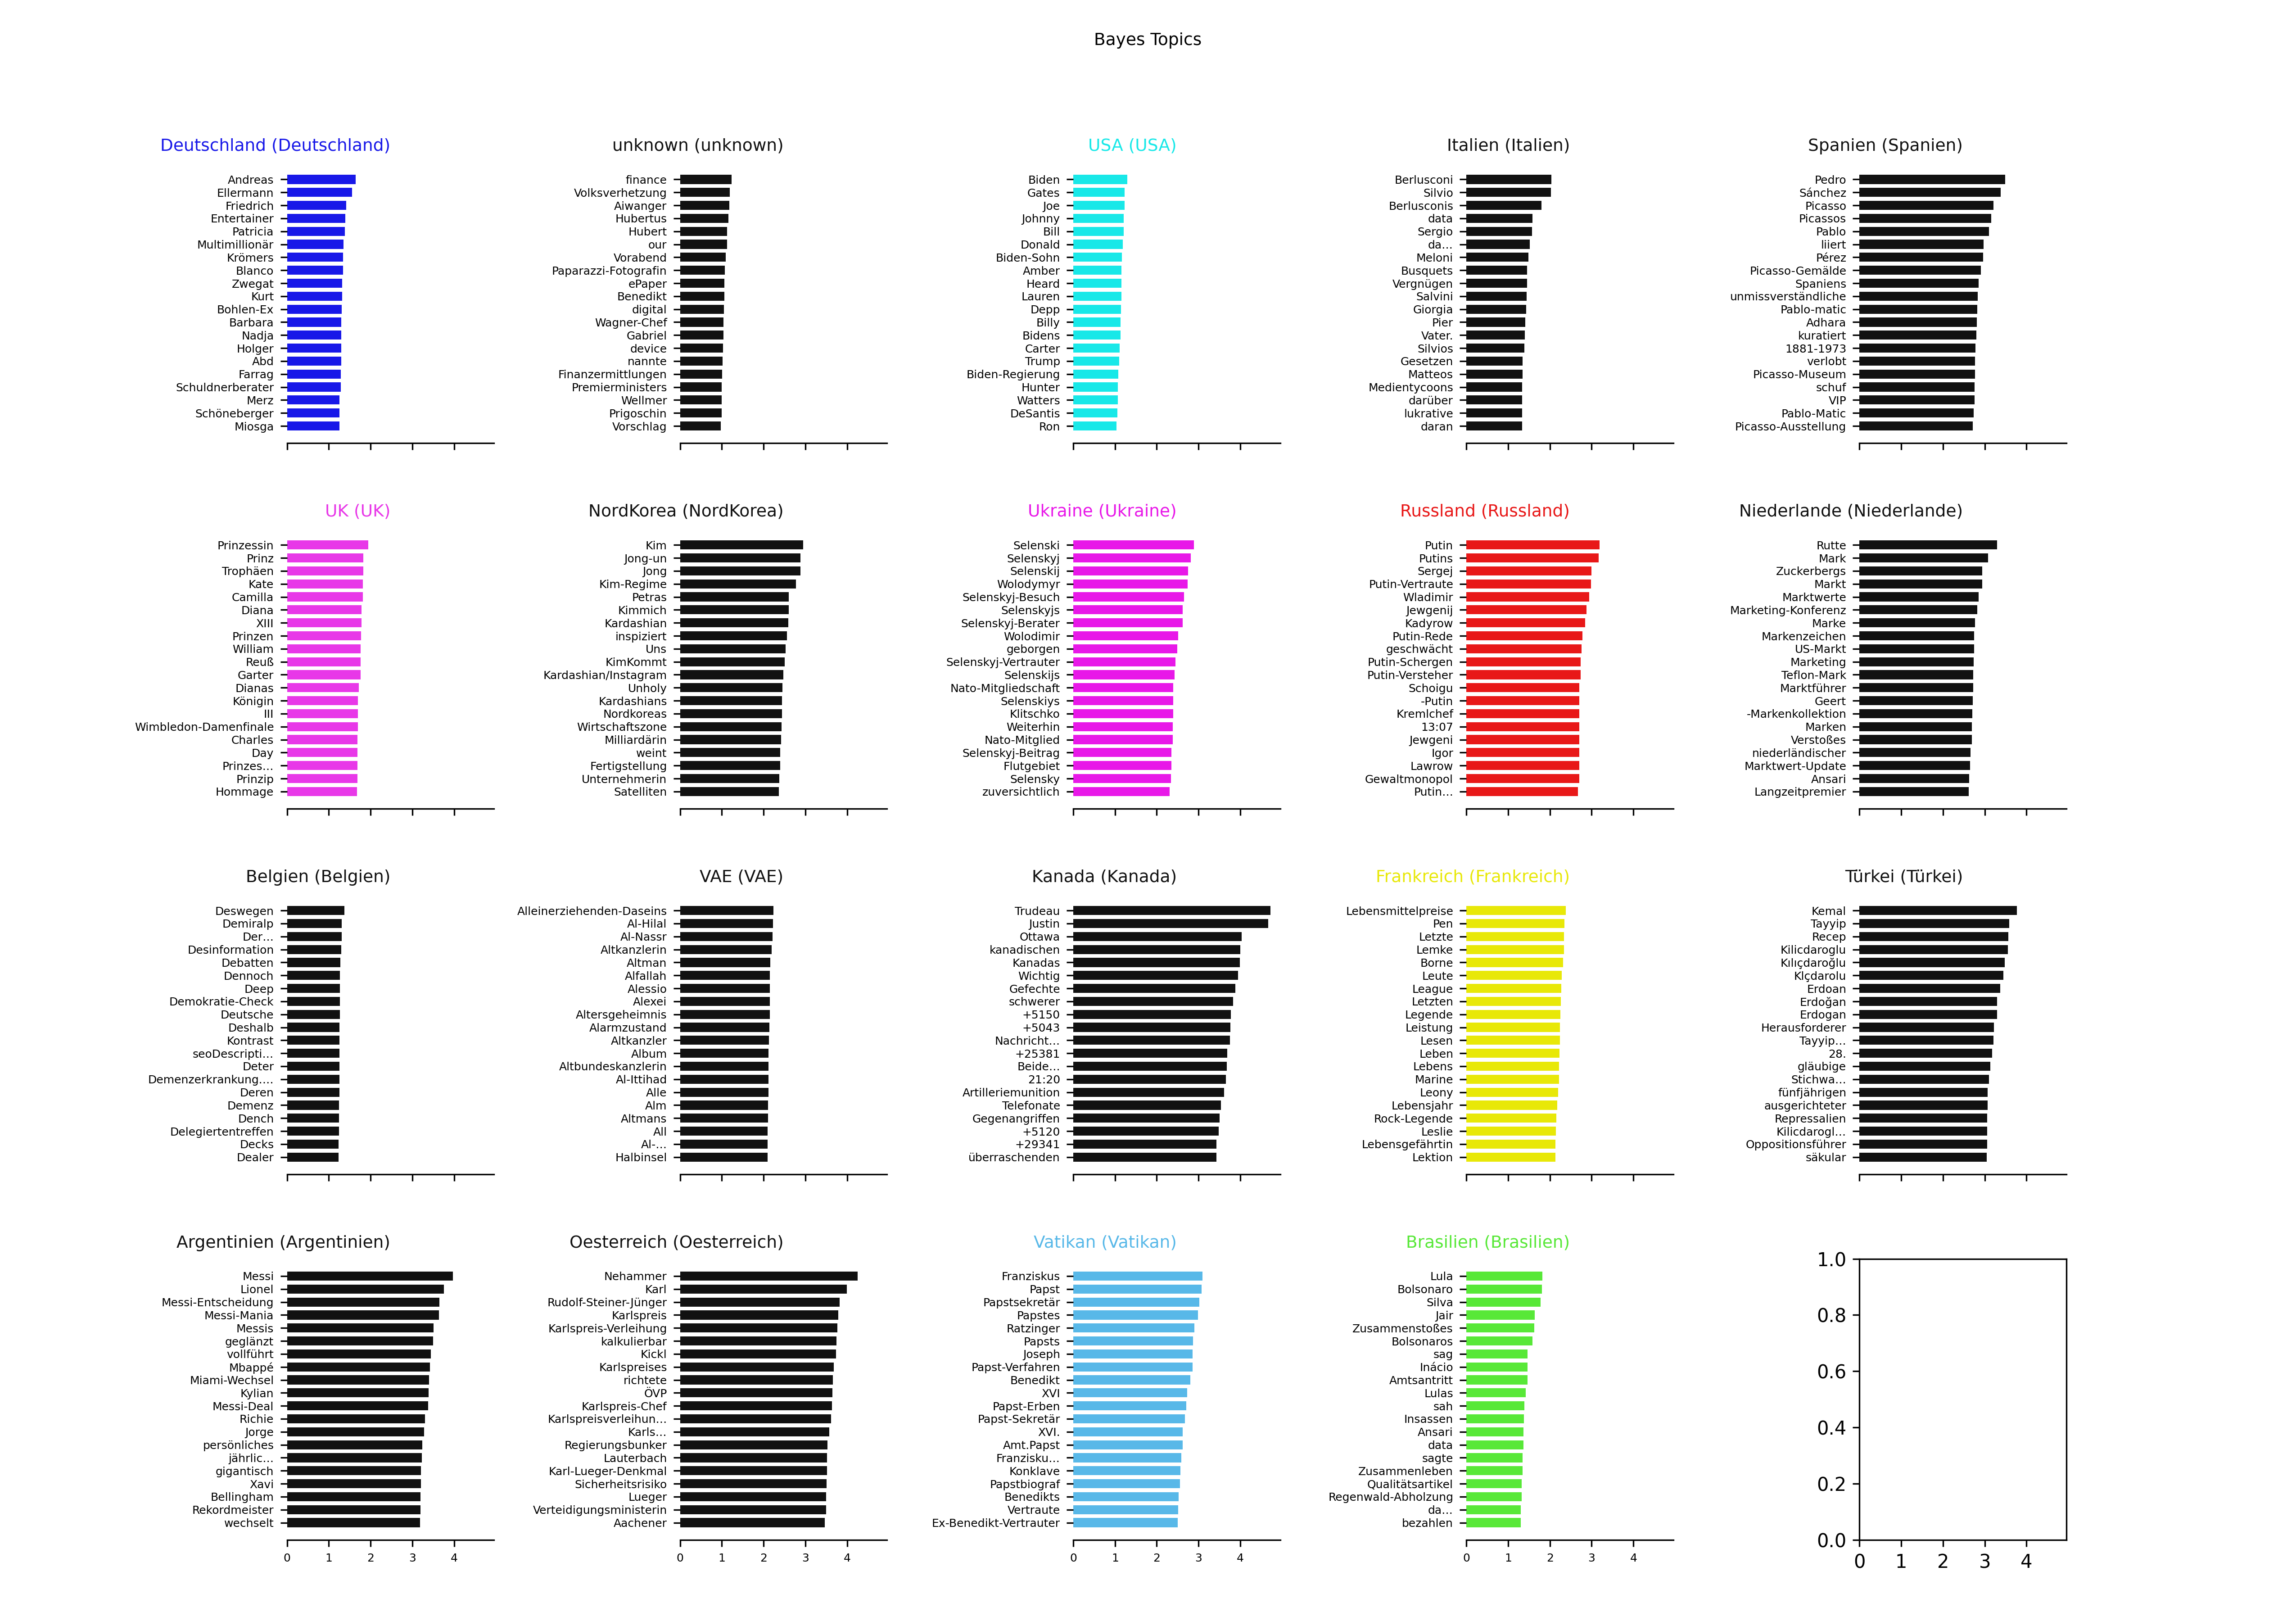 Bayes Topics
Deutschland (Deutschland)
Andreas
Ellermann
Friedrich
Entertainer
Patricia
Multimillionär
Krömers
Blanco
Zwegat
Kurt
Bohlen-Ex
Barbara
Nadja
Holger
Abd
Farrag
Schuldnerberater
Merz
Schöneberger
Miosga
unknown (unknown)
finance
Volksverhetzung
Aiwanger
Hubertus
Hubert
our
Vorabend
Paparazzi-Fotografin
ePaper
Benedikt
digital
Wagner-Chef
Gabriel
device
nannte
Finanzermittlungen
Premierministers
Wellmer
Prigoschin
Vorschlag
USA (USA)
Biden
Gates
Joe
Johnny
Bill
Donald
Biden-Sohn
Amber
Heard
Lauren
Depp
Billy
Bidens
Carter
Trump
Biden-Regierung
Hunter
Watters
DeSantis
Ron
Italien (Italien)
Berlusconi
Silvio
Berlusconis
data
Sergio
da...
Meloni
Busquets
Vergnügen
Salvini
Giorgia
Pier
Vater.
Silvios
Gesetzen
Matteos
Medientycoons
darüber
lukrative
daran
Spanien (Spanien)
Pedro
Sánchez
Picasso
Picassos
Pablo
liiert
Pérez
Picasso-Gemälde
Spaniens
unmissverständliche
Pablo-matic
Adhara
kuratiert
1881-1973
verlobt
Picasso-Museum
schuf
VIP
Pablo-Matic
Picasso-Ausstellung
UK (UK)
Prinzessin
Prinz
Trophäen
Kate
Camilla
Diana
XIII
Prinzen
William
Reuß
Garter
Dianas
Königin
III
Wimbledon-Damenfinale
Charles
Day
Prinzes...
Prinzip
Hommage
NordKorea (NordKorea)
Kim
Jong-un
Jong
Kim-Regime
Petras
Kimmich
Kardashian
inspiziert
Uns
KimKommt
Kardashian/Instagram
Unholy
Kardashians
Nordkoreas
Wirtschaftszone
Milliardärin
weint
Fertigstellung
Unternehmerin
Satelliten
Ukraine (Ukraine)
Selenski
Selenskyj
Selenskij
Wolodymyr
Selenskyj-Besuch
Selenskyjs
Selenskyj-Berater
Wolodimir
geborgen
Selenskyj-Vertrauter
Selenskijs
Nato-Mitgliedschaft
Selenskiys
Klitschko
Weiterhin
Nato-Mitglied
Selenskyj-Beitrag
Flutgebiet
Selensky
zuversichtlich
Russland (Russland)
Putin
Putins
Sergej
Putin-Vertraute
Wladimir
Jewgenij
Kadyrow
Putin-Rede
geschwächt
Putin-Schergen
Putin-Versteher
Schoigu
-Putin
Kremlchef
13:07
Jewgeni
Igor
Lawrow
Gewaltmonopol
Putin...
Niederlande (Niederlande)
Rutte
Mark
Zuckerbergs
Markt
Marktwerte
Marketing-Konferenz
Marke
Markenzeichen
US-Markt
Marketing
Teflon-Mark
Marktführer
Geert
-Markenkollektion
Marken
Verstoßes
niederländischer
Marktwert-Update
Ansari
Langzeitpremier
Belgien (Belgien)
Deswegen
Demiralp
Der...
Desinformation
Debatten
Dennoch
Deep
Demokratie-Check
Deutsche
Deshalb
Kontrast
seoDescripti...
Deter
Demenzerkrankung....
Deren
Demenz
Dench
Delegiertentreffen
Decks
Dealer
VAE (VAE)
Alleinerziehenden-Daseins
Al-Hilal
Al-Nassr
Altkanzlerin
Altman
Alfallah
Alessio
Alexei
Altersgeheimnis
Alarmzustand
Altkanzler
Album
Altbundeskanzlerin
Al-Ittihad
Alle
Alm
Altmans
All
Al-...
Halbinsel
Kanada (Kanada)
Trudeau
Justin
Ottawa
kanadischen
Kanadas
Wichtig
Gefechte
schwerer
+5150
+5043
Nachricht...
+25381
Beide...
21:20
Artilleriemunition
Telefonate
Gegenangriffen
+5120
+29341
überraschenden
Frankreich (Frankreich)
Lebensmittelpreise
Pen
Letzte
Lemke
Borne
Leute
League
Letzten
Legende
Leistung
Lesen
Leben
Lebens
Marine
Leony
Lebensjahr
Rock-Legende
Leslie
Lebensgefährtin
Lektion
Türkei (Türkei)
Kemal
Tayyip
Recep
Kilicdaroglu
Kılıçdaroğlu
Klçdarolu
Erdoan
Erdoğan
Erdogan
Herausforderer
Tayyip...
28.
gläubige
Stichwa...
fünfjährigen
ausgerichteter
Repressalien
Kilicdarogl...
Oppositionsführer
säkular
Argentinien (Argentinien)
Messi
Lionel
Messi-Entscheidung
Messi-Mania
Messis
geglänzt
vollführt
Mbappé
Miami-Wechsel
Kylian
Messi-Deal
Richie
Jorge
persönliches
jährlic...
gigantisch
Xavi
Bellingham
Rekordmeister
wechselt
0 1 2 3 4
Oesterreich (Oesterreich)
Nehammer
Karl
Rudolf-Steiner-Jünger
Karlspreis
Karlspreis-Verleihung
kalkulierbar
Kickl
Karlspreises
richtete
ÖVP
Karlspreis-Chef
Karlspreisverleihun...
Karls...
Regierungsbunker
Lauterbach
Karl-Lueger-Denkmal
Sicherheitsrisiko
Lueger
Verteidigungsministerin
Aachener
0 1 2 3 4
Vatikan (Vatikan)
Franziskus
Papst
Papstsekretär
Papstes
Ratzinger
Papsts
Joseph
Papst-Verfahren
Benedikt
XVI
Papst-Erben
Papst-Sekretär
XVI.
Amt.Papst
Franzisku...
Konklave
Papstbiograf
Benedikts
Vertraute
Ex-Benedikt-Vertrauter
0 1 2 3 4
Brasilien (Brasilien)
Lula
Bolsonaro
Silva
Jair
Zusammenstoßes
Bolsonaros
sag
Inácio
Amtsantritt
Lulas
sah
Insassen
Ansari
data
sagte
Zusammenleben
Qualitätsartikel
Regenwald-Abholzung
da...
bezahlen
0 1 2 3 4
1.0
0.8
0.6
0.4
0.2
0.0
0 1 2 3 4